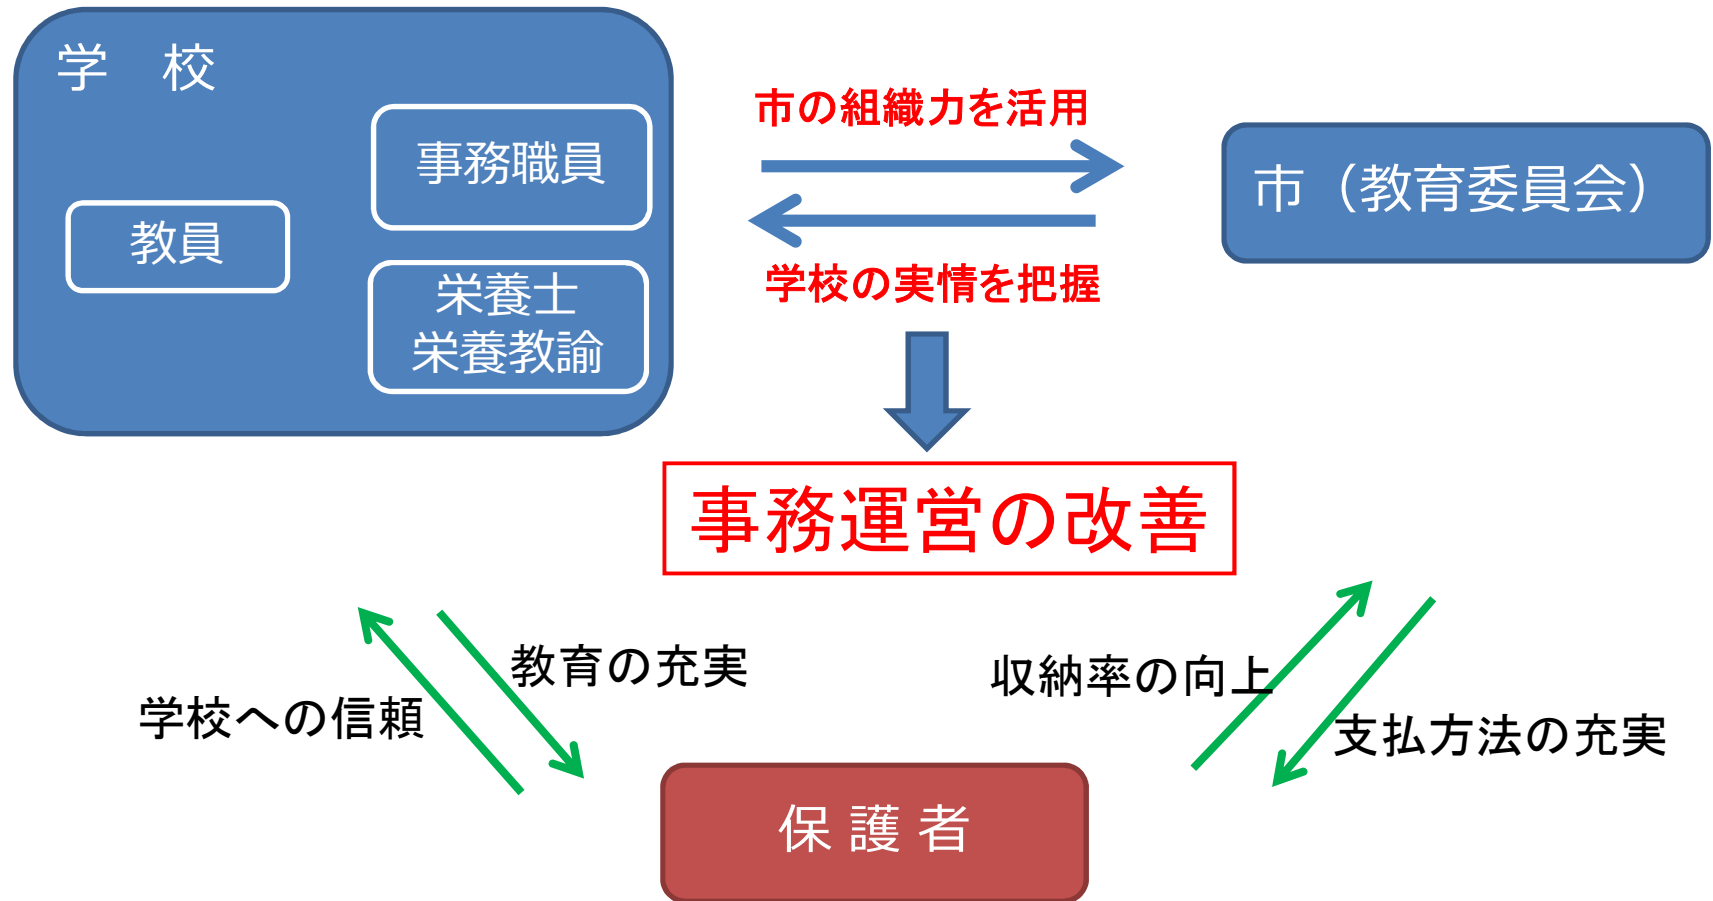 学　校
事務職員
教員
栄養士
栄養教諭
市の組織力を活用
学校の実情を把握
市（教育委員会）
事務運営の改善
教育の充実
学校への信頼
収納率の向上
支払方法の充実
保 護 者